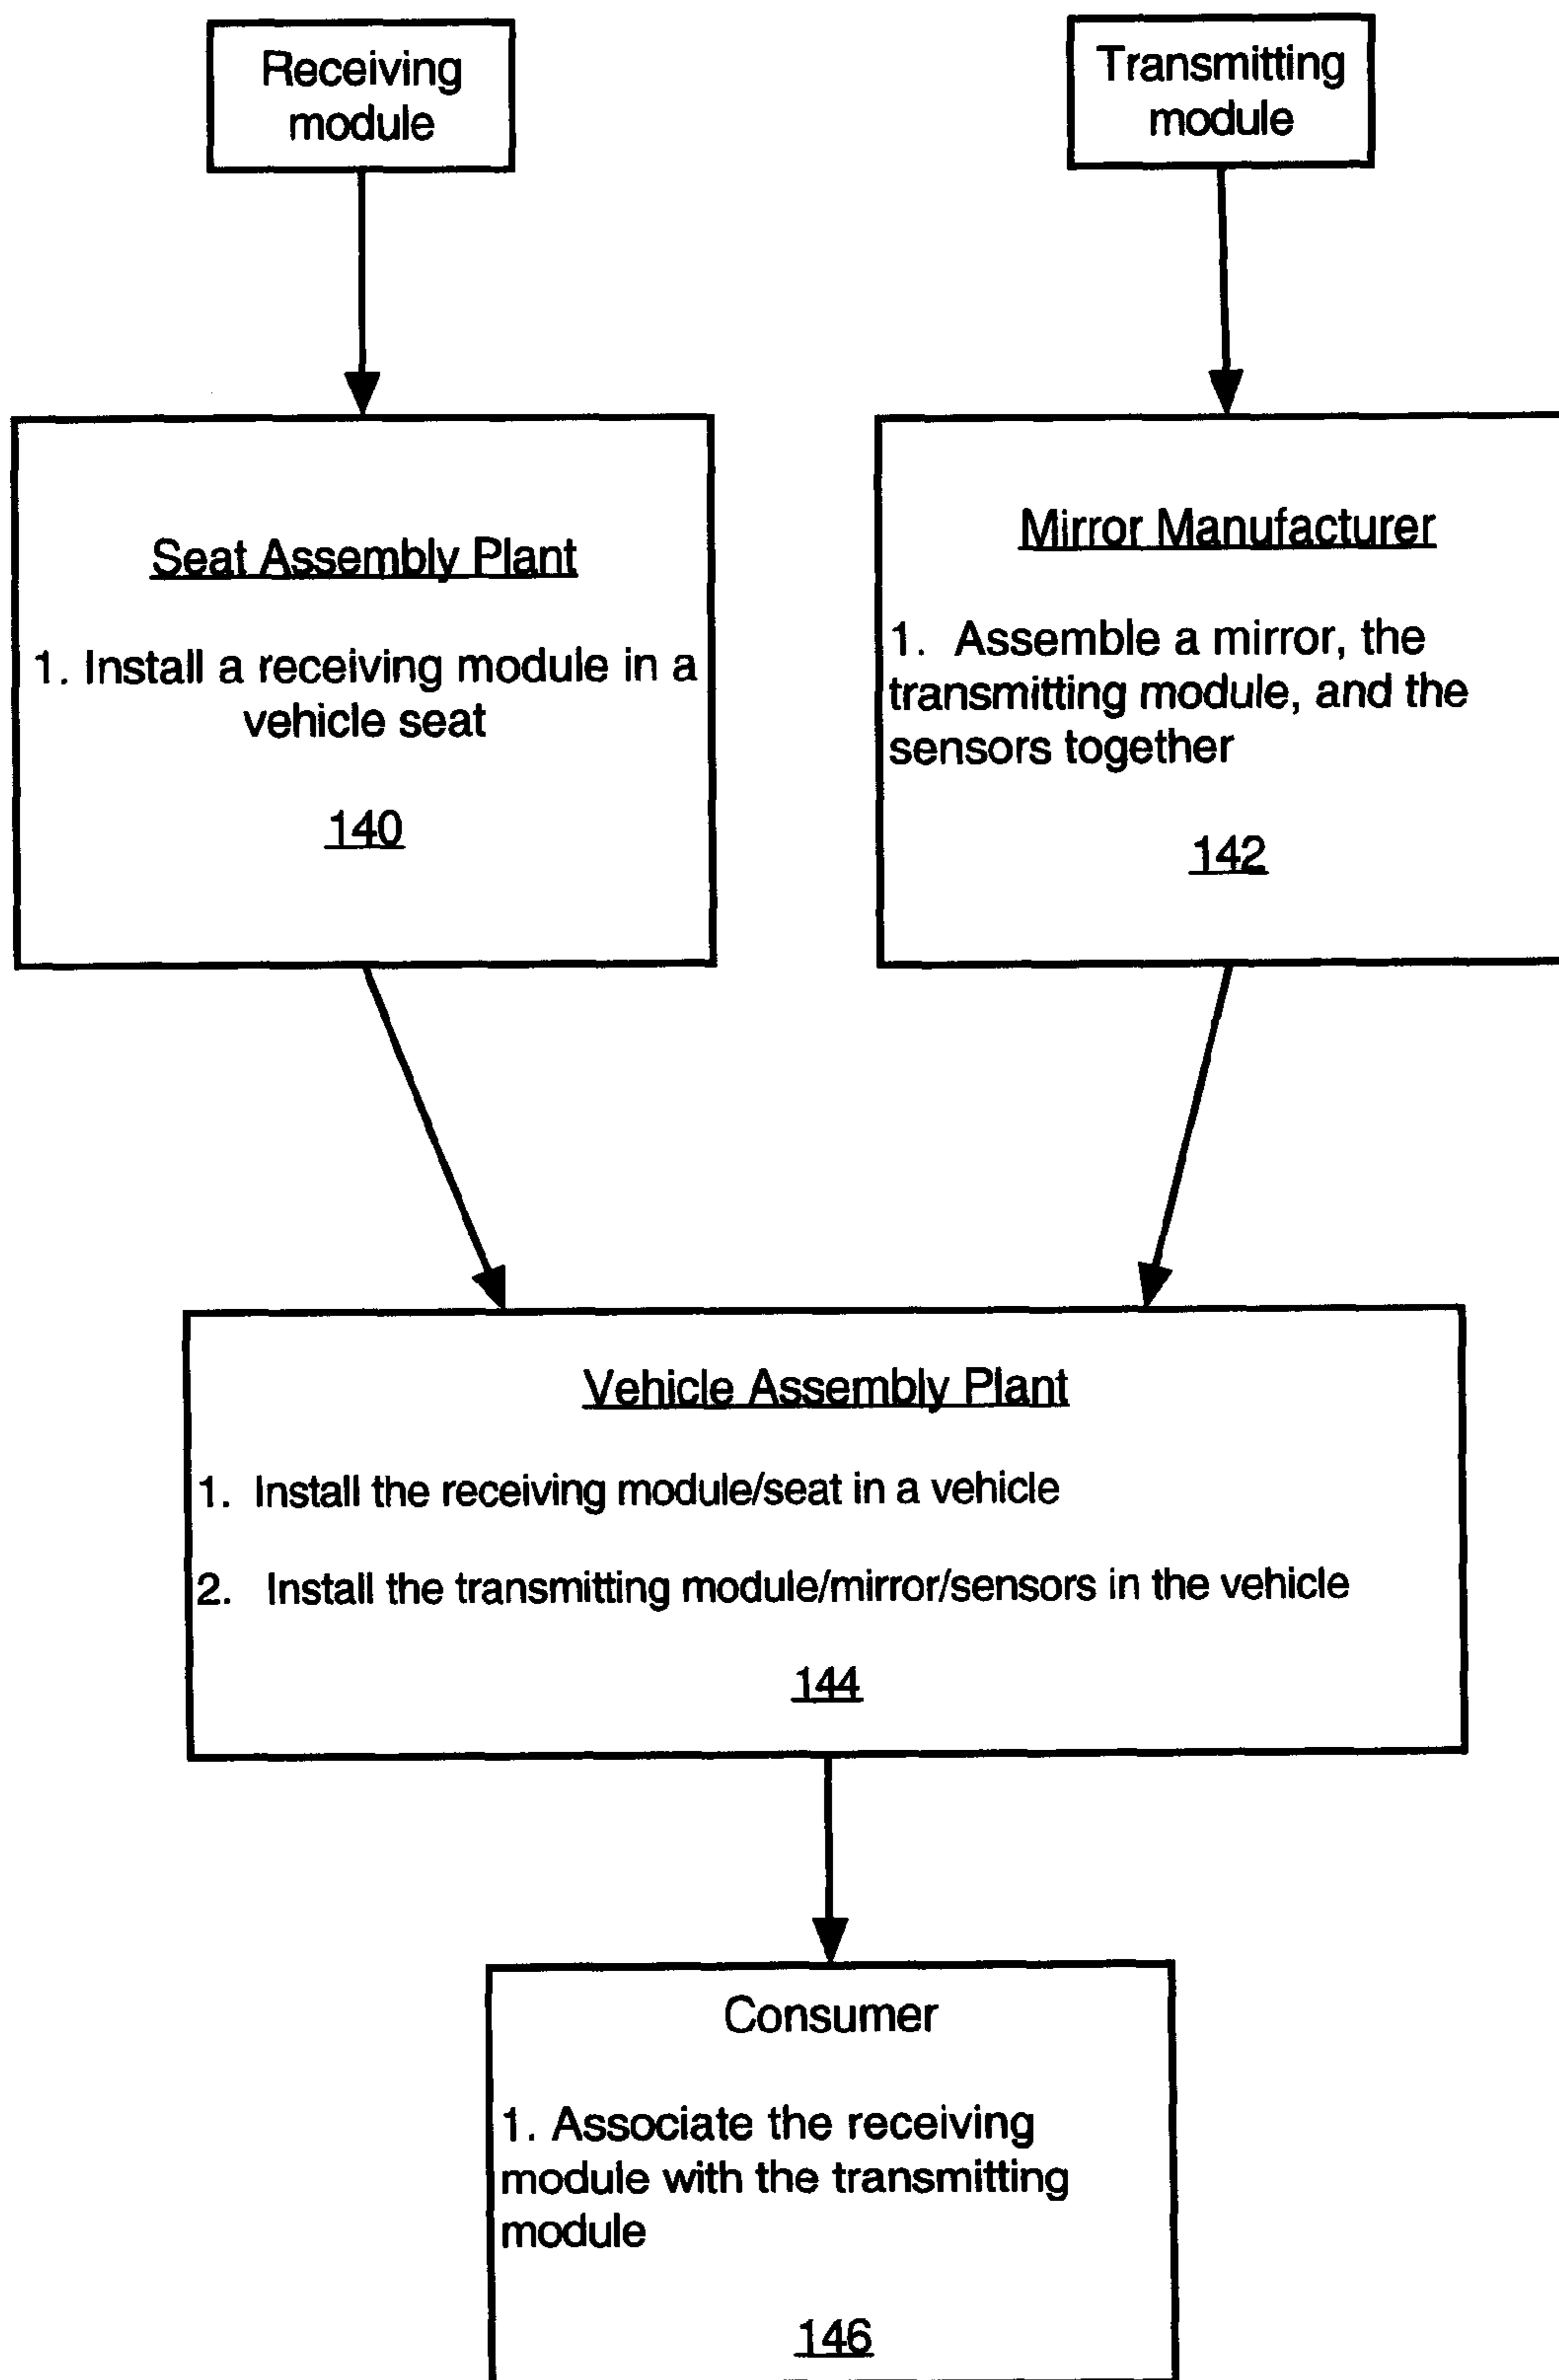 Receiving
module
Transmitting
module
Seat Assembly Plant
1. Install a receiving module in a
vehicle seat
140
Mirror Manufacturer
1. Assemble a mirror, the
transmitting module, and the
sensors together
142
Vehicle Assembly Plant
1. Install the receiving module/seat in a vehicle
2. Install the transmitting module/mirror/sensors in the vehicle
144
Consumer
1. Associate the receiving
module with the transmitting
module
146